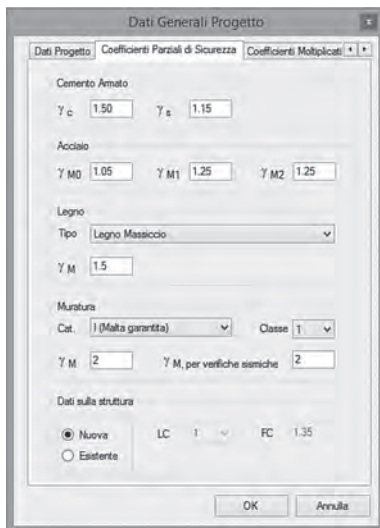 Dati Generali Progetto
x
Dati Progetto Coefficienti Parziali di Sicurezza Coefficienti Moltiplicati
Cemento Armato
γ c 1.50 γ s 1.15
Acciaio
γ M0 1.05 γ M1 1.25 γ M2 1.25
Legno
Tipo Legno Massiccio
γ M 1.5
Muratura
Cat. I (Malta garantita) Classe 1
γ M 2 γ M, per verifiche sismiche 2
Dati sulla struttura
Nuova LC 1 FC 1.35
Esistente
OK Annulla